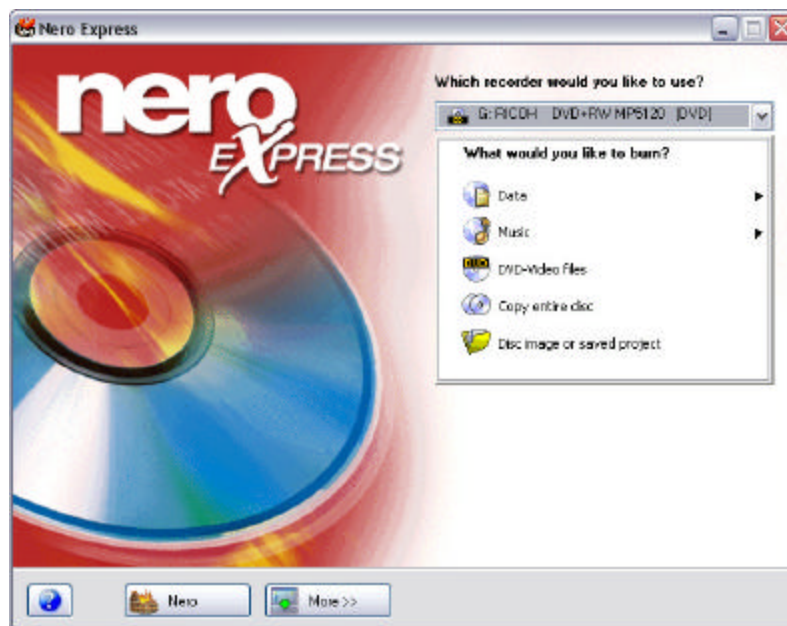 Nero Express
nero
EXPRESS
Which recorder would you like to use?
G: RICOH DVD+RW MP5120 [DVD]
What would you like to burn?
Data
Music
DVD
DVD-Video files
Copy entire disc
Disc image or saved project
?
Nero
More >>